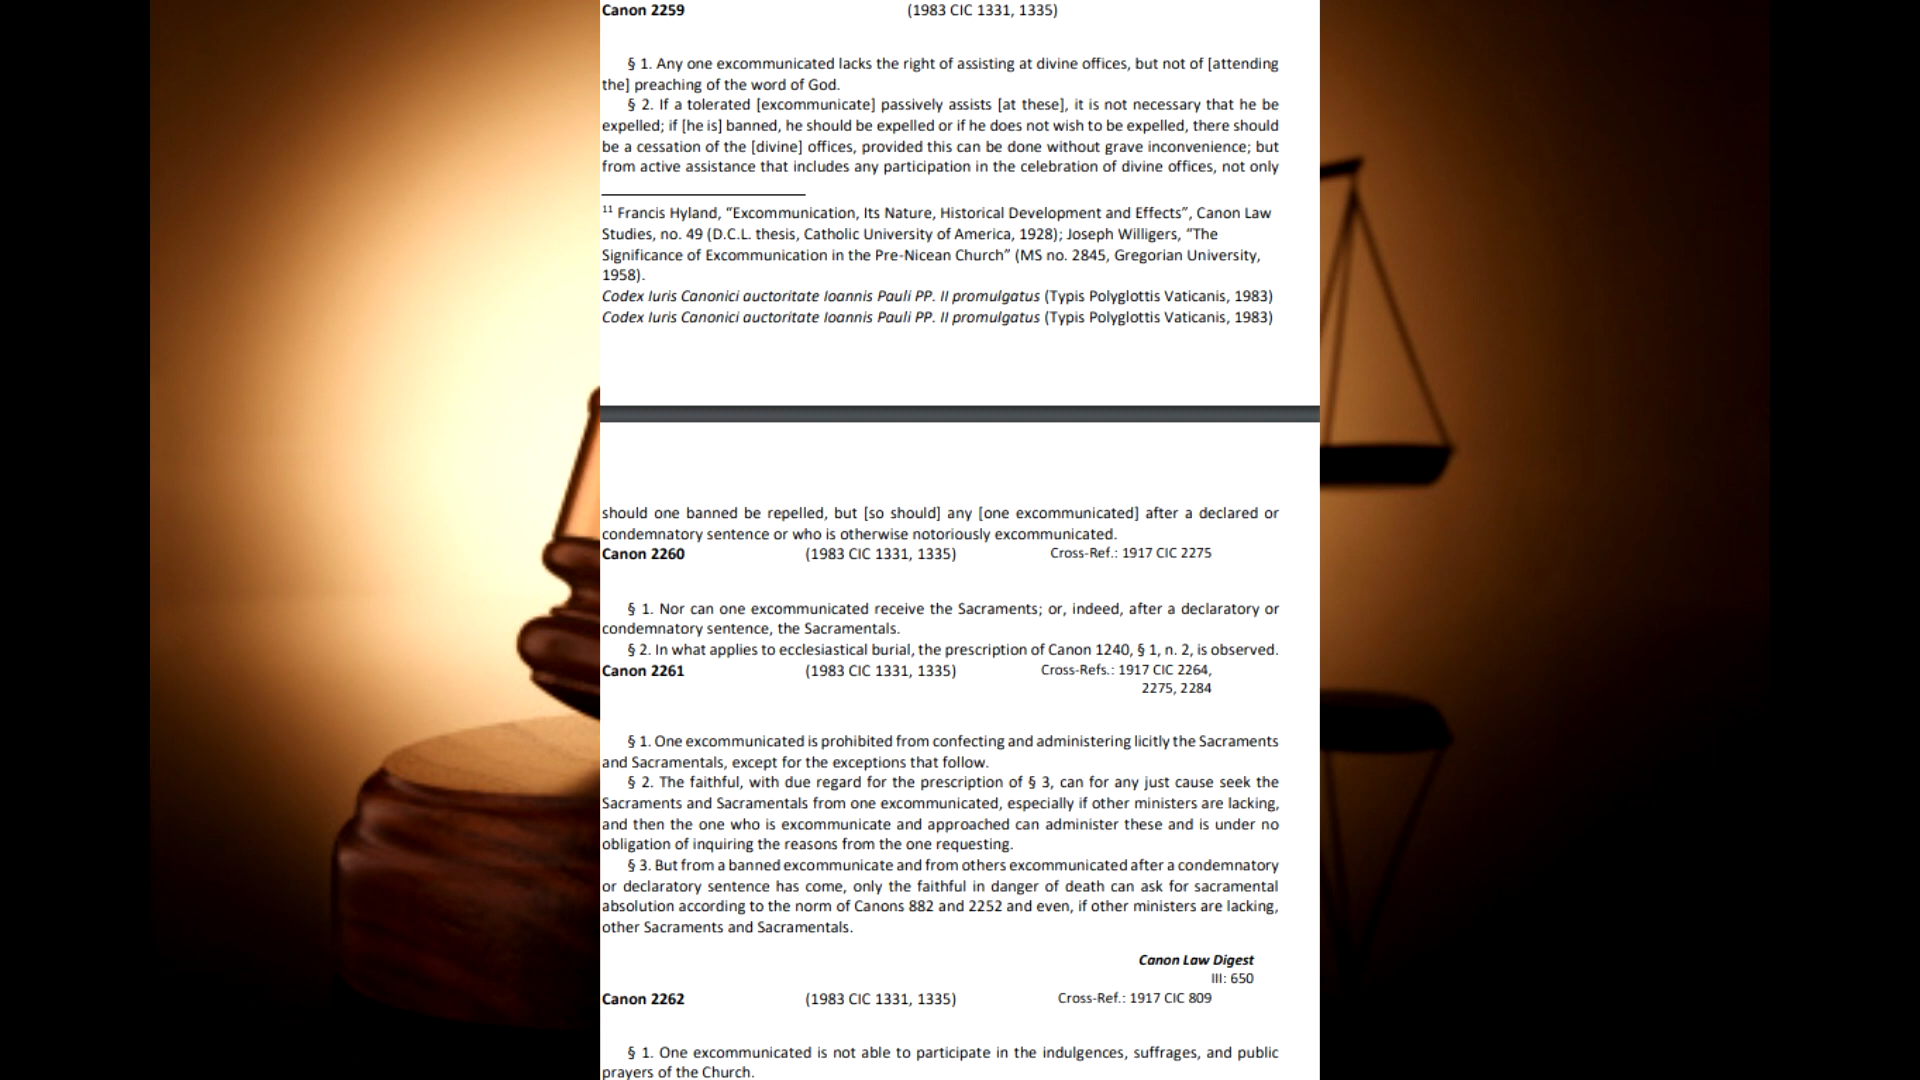 Canon 2259 (1983 CIC 1331, 1335)
§ 1. Any one excommunicated lacks the right of assisting at divine offices, but not of [attending
the] preaching of the word of God.
§ 2. If a tolerated [excommunicate] passively assists [at these], it is not necessary that he be
expelled; if [he is] banned, he should be expelled or if he does not wish to be expelled, there should
be a cessation of the [divine] offices, provided this can be done without grave inconvenience; but
from active assistance that includes any participation in the celebration of divine offices, not only
11 Francis Hyland, “Excommunication, Its Nature, Historical Development and Effects”, Canon Law
Studies, no. 49 (D.C.L. thesis, Catholic University of America, 1928); Joseph Willigers, “The
Significance of Excommunication in the Pre-Nicean Church” (MS no. 2845, Gregorian University,
1958).
Codex Iuris Canonici auctoritate Ioannis Pauli PP. II promulgatus (Typis Polyglottis Vaticanis, 1983)
Codex Iuris Canonici auctoritate Ioannis Pauli PP. II promulgatus (Typis Polyglottis Vaticanis, 1983)
should one banned be repelled, but [so should] any [one excommunicated] after a declared or
condemnatory sentence or who is otherwise notoriously excommunicated.
Canon 2260 (1983 CIC 1331, 1335) Cross-Ref.: 1917 CIC 2275
§ 1. Nor can one excommunicated receive the Sacraments; or, indeed, after a declaratory or
condemnatory sentence, the Sacramentals.
§ 2. In what applies to ecclesiastical burial, the prescription of Canon 1240, § 1, n. 2, is observed.
Canon 2261 (1983 CIC 1331, 1335) Cross-Refs.: 1917 CIC 2264,
2275, 2284
§ 1. One excommunicated is prohibited from confecting and administering licitly the Sacraments
and Sacramentals, except for the exceptions that follow.
§ 2. The faithful, with due regard for the prescription of § 3, can for any just cause seek the
Sacraments and Sacramentals from one excommunicated, especially if other ministers are lacking,
and then the one who is excommunicate and approached can administer these and is under no
obligation of inquiring the reasons from the one requesting.
§ 3. But from a banned excommunicate and from others excommunicated after a condemnatory
or declaratory sentence has come, only the faithful in danger of death can ask for sacramental
absolution according to the norm of Canons 882 and 2252 and even, if other ministers are lacking,
other Sacraments and Sacramentals.
Canon Law Digest
III: 650
Canon 2262 (1983 CIC 1331, 1335) Cross-Ref.: 1917 CIC 809
§ 1. One excommunicated is not able to participate in the indulgences, suffrages, and public
prayers of the Church.